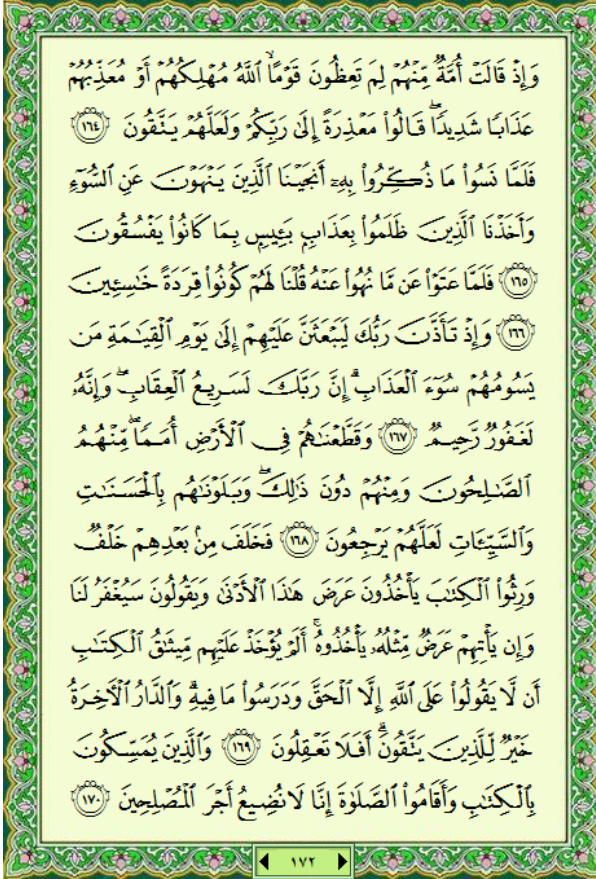 وَإِذۡ قَالَتۡ أُمَّةٞ مِّنۡهُمۡ لِمَ تَعِظُونَ قَوۡمًا ٱللَّهُ مُهۡلِكُهُمۡ أَوۡ مُعَذِّبُهُمۡ
عَذَابٗا شَدِيدٗاۖ قَالُواْ مَعۡذِرَةً إِلَىٰ رَبِّكُمۡ وَلَعَلَّهُمۡ يَتَّقُونَ ١٦٤
فَلَمَّا نَسُواْ مَا ذُكِّرُواْ بِهِۦٓ أَنجَيۡنَا ٱلَّذِينَ يَنۡهَوۡنَ عَنِ ٱلسُّوٓءِ
وَأَخَذۡنَا ٱلَّذِينَ ظَلَمُواْ بِعَذَابِۭ بَـِٔيسِۭ بِمَا كَانُواْ يَفۡسُقُونَ
١٦٥ فَلَمَّا عَتَوۡاْ عَن مَّا نُهُواْ عَنۡهُ قُلۡنَا لَهُمۡ كُونُواْ قِرَدَةً خَٰسِـِٔينَ
١٦٦ وَإِذۡ تَأَذَّنَ رَبُّكَ لَيَبۡعَثَنَّ عَلَيۡهِمۡ إِلَىٰ يَوۡمِ ٱلۡقِيَٰمَةِ مَن
يَسُومُهُمۡ سُوٓءَ ٱلۡعَذَابِۗ إِنَّ رَبَّكَ لَسَرِيعُ ٱلۡعِقَابِ وَإِنَّهُۥ
لَغَفُورٞ رَّحِيمٞ ١٦٧ وَقَطَّعۡنَٰهُمۡ فِي ٱلۡأَرۡضِ أُمَمٗاۖ مِّنۡهُمُ
ٱلصَّٰلِحُونَ وَمِنۡهُمۡ دُونَ ذَٰلِكَۖ وَبَلَوۡنَٰهُم بِٱلۡحَسَنَٰتِ
وَٱلسَّيِّـَٔاتِ لَعَلَّهُمۡ يَرۡجِعُونَ ١٦٨ فَخَلَفَ مِنۢ بَعۡدِهِمۡ خَلۡفٞ
وَرِثُواْ ٱلۡكِتَٰبَ يَأۡخُذُونَ عَرَضَ هَٰذَا ٱلۡأَدۡنَىٰ وَيَقُولُونَ سَيُغۡفَرُ لَنَا
وَإِن يَأۡتِهِمۡ عَرَضٞ مِّثۡلُهُۥ يَأۡخُذُوهُۚ أَلَمۡ يُؤۡخَذۡ عَلَيۡهِم مِّيثَٰقُ ٱلۡكِتَٰبِ
أَن لَّا يَقُولُواْ عَلَى ٱللَّهِ إِلَّا ٱلۡحَقَّ وَدَرَسُواْ مَا فِيهِۗ وَٱلدَّارُ ٱلۡأٓخِرَةُ
خَيۡرٞ لِّلَّذِينَ يَتَّقُونَۚ أَفَلَا تَعۡقِلُونَ ١٦٩ وَٱلَّذِينَ يُمَسِّكُونَ
بِٱلۡكِتَٰبِ وَأَقَامُواْ ٱلصَّلَوٰةَ إِنَّا لَا نُضِيعُ أَجۡرَ ٱلۡمُصۡلِحِينَ ١٧٠
١٧٢